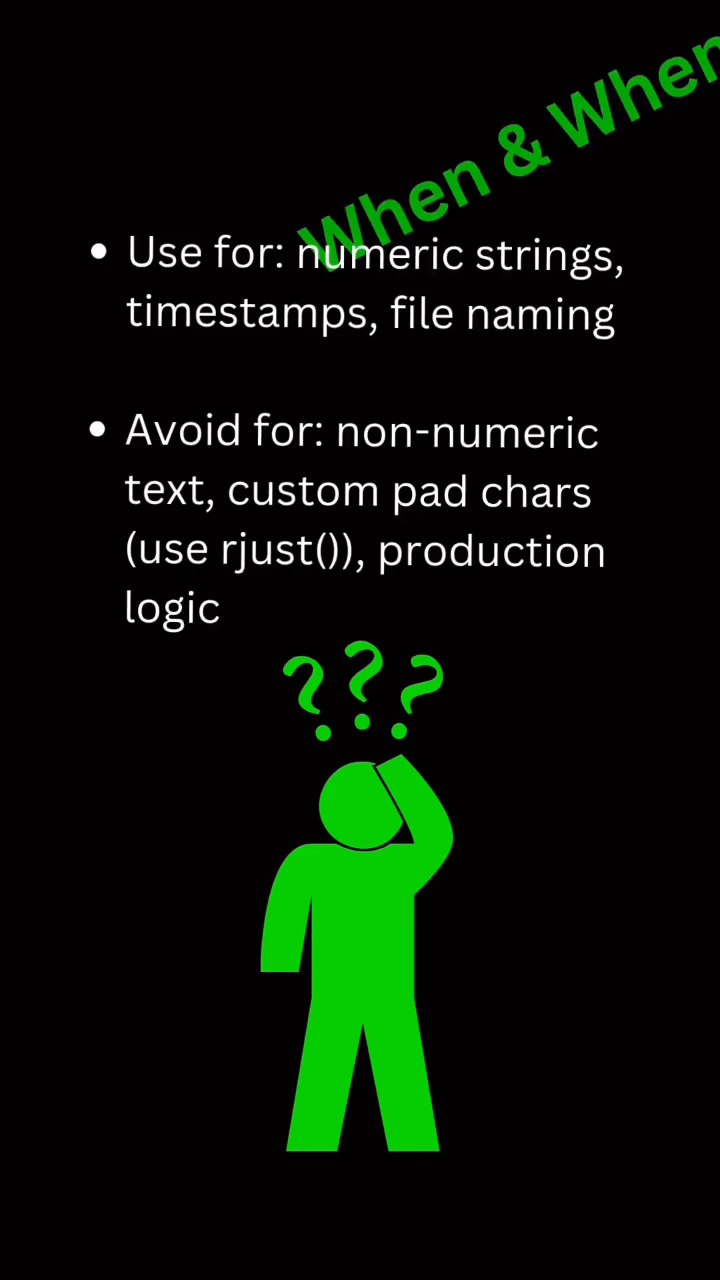 When & When
• Use for: numeric strings,
timestamps, file naming
• Avoid for: non-numeric
text, custom pad chars
(use rjust()), production
logic
???